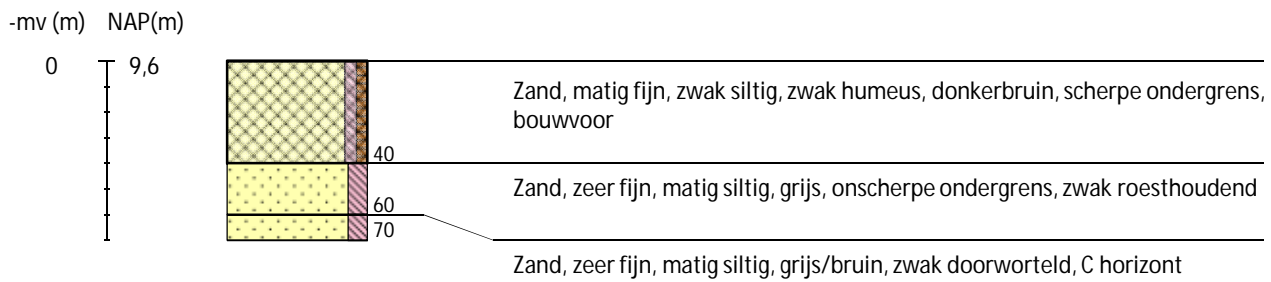 -mv (m) NAP(m)
0 9,6
Zand, matig fijn, zwak siltig, zwak humeus, donkerbruin, scherpe ondergrens,
bouwvoor
40
Zand, zeer fijn, matig siltig, grijs, onscherpe ondergrens, zwak roesthoudend
60
70
Zand, zeer fijn, matig siltig, grijs/bruin, zwak doorworteld, C horizont